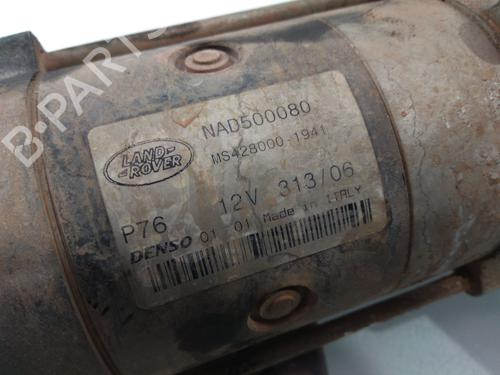 B-PARTS
LAND-
-ROVER
NAD500080
MS428000-1941
P76 12V 313/06
DENSO 01-01 Made in ITALY